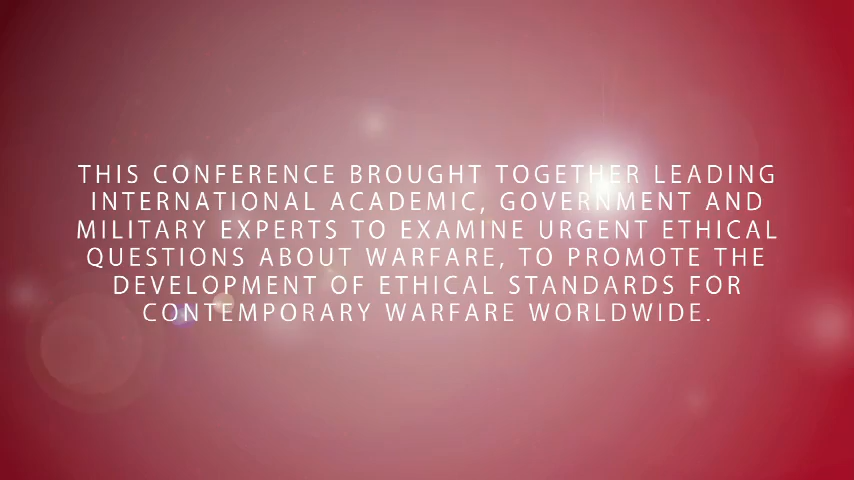 THIS CONFERENCE BROUGHT TOGETHER LEADING
INTERNATIONAL ACADEMIC, GOVERNMENT AND
MILITARY EXPERTS TO EXAMINE URGENT ETHICAL
QUESTIONS ABOUT WARFARE, TO PROMOTE THE
DEVELOPMENT OF ETHICAL STANDARDS FOR
CONTEMPORARY WARFARE WORLDWIDE.